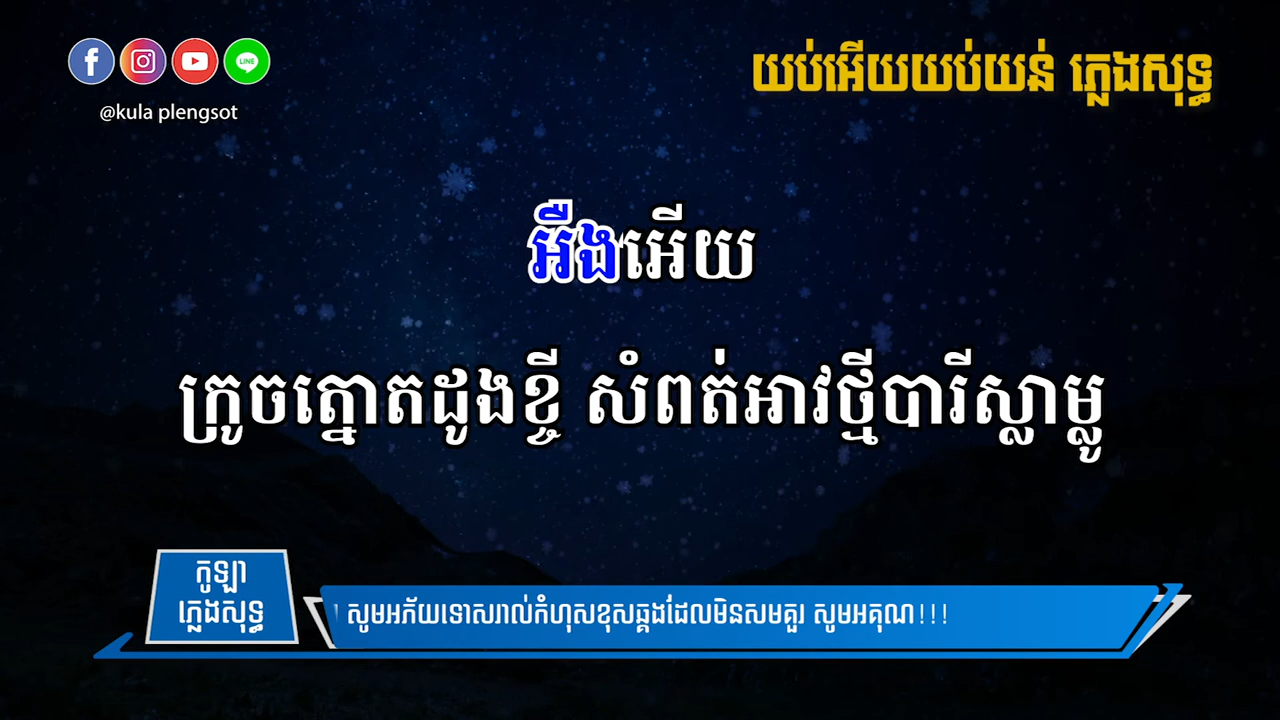 @kula plengsot
យប់អើយយប់យន់ ភ្លេងសុទ្ធ
អឺងអើយ
ក្រូចត្នោតដូងខ្ចី សំពត់អាវថ្មីបារីស្លាម្លូ
កូឡា
ភ្លេងសុទ្ធ
សូមអភ័យទោសរាល់កំហុសខុសឆ្គងដែលមិនសមគួរ សូមអគុណ!!!